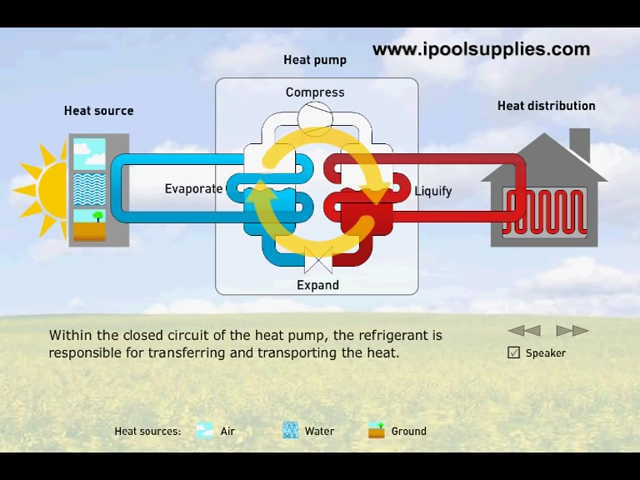 www.ipoolsupplies.com
Heat pump
Compress
Heat source
Heat distribution
Evaporate
Liquify
Expand
Within the closed circuit of the heat pump, the refrigerant is
responsible for transferring and transporting the heat.
Speaker
Heat sources: Air Water Ground